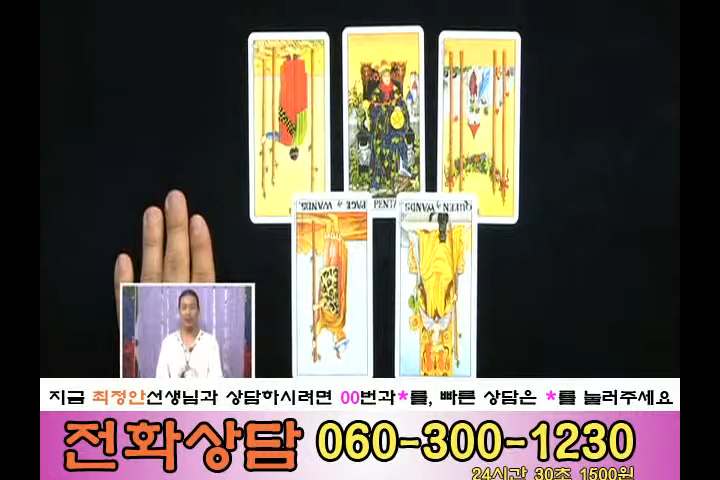 PENTA
PAGE of WANDS.
QUEEN of WANDS.
지금 최정안선생님과 상담하시려면 00번과*를, 빠른 상담은 *를 눌러주세요
전화상담 060-300-1230
24시간 30초 1500원